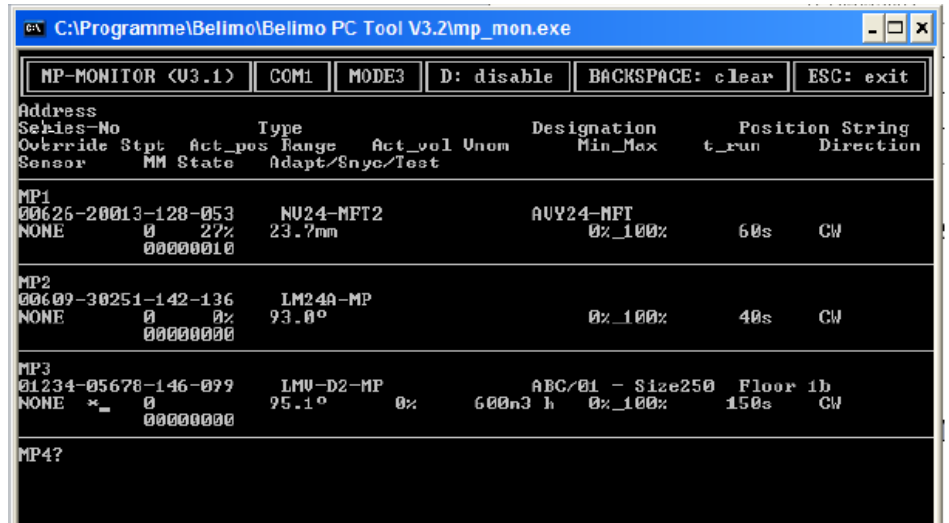 C:\Programme\Belimo\Belimo PC Tool V3.2\mp_mon.exe
MP-MONITOR (V3.1) COM1 MODE3 D: disable BACKSPACE: clear ESC: exit
Address
Series-No Type Designation Position String
Override Stpt Act_pos Range Act_vol Vnom Min_Max t_run Direction
Sensor MM State Adapt/Snyc/Test
MP1
00626-20013-128-053 NV24-MFT2 AVY24-MFT
NONE 0 27% 23.7mm 0%_100% 60s CW
00000010
MP2
00609-30251-142-136 LM24A-MP
NONE 0 0% 93.0º 0%_100% 40s CW
00000000
MP3
01234-05678-146-099 LMV-D2-MP ABC/01 - Size250 Floor 1b
NONE *_ 0 95.1º 0% 600m3 h 0%_100% 150s CW
00000000
MP4?